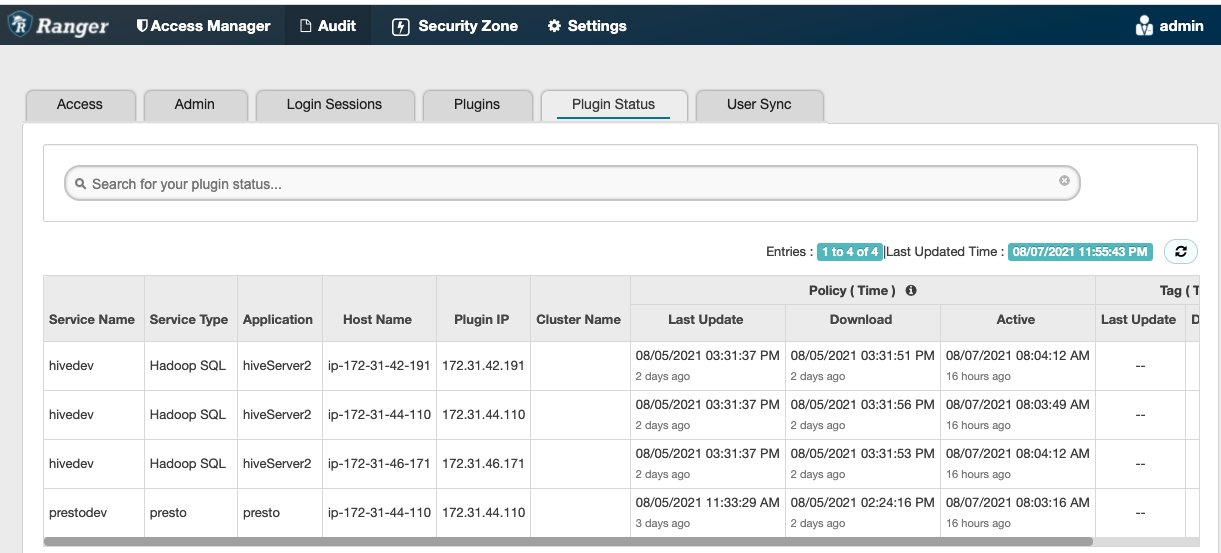 Ranger Access Manager Audit Security Zone Settings admin
Access Admin Login Sessions Plugins Plugin Status User Sync
Search for your plugin status...
Entries : 1 to 4 of 4 |Last Updated Time : 08/07/2021 11:55:43 PM
Policy ( Time ) Tag ( T
Service Name Service Type Application Host Name Plugin IP Cluster Name Last Update Download Active Last Update D
hivedev Hadoop SQL hiveServer2 ip-172-31-42-191 172.31.42.191 08/05/2021 03:31:37 PM 08/05/2021 03:31:51 PM 08/07/2021 08:04:12 AM --
2 days ago 2 days ago 16 hours ago
hivedev Hadoop SQL hiveServer2 ip-172-31-44-110 172.31.44.110 08/05/2021 03:31:37 PM 08/05/2021 03:31:56 PM 08/07/2021 08:03:49 AM --
2 days ago 2 days ago 16 hours ago
hivedev Hadoop SQL hiveServer2 ip-172-31-46-171 172.31.46.171 08/05/2021 03:31:37 PM 08/05/2021 03:31:53 PM 08/07/2021 08:04:12 AM --
2 days ago 2 days ago 16 hours ago
prestodev presto presto ip-172-31-44-110 172.31.44.110 08/05/2021 11:33:29 AM 08/05/2021 02:24:16 PM 08/07/2021 08:03:16 AM --
3 days ago 2 days ago 16 hours ago